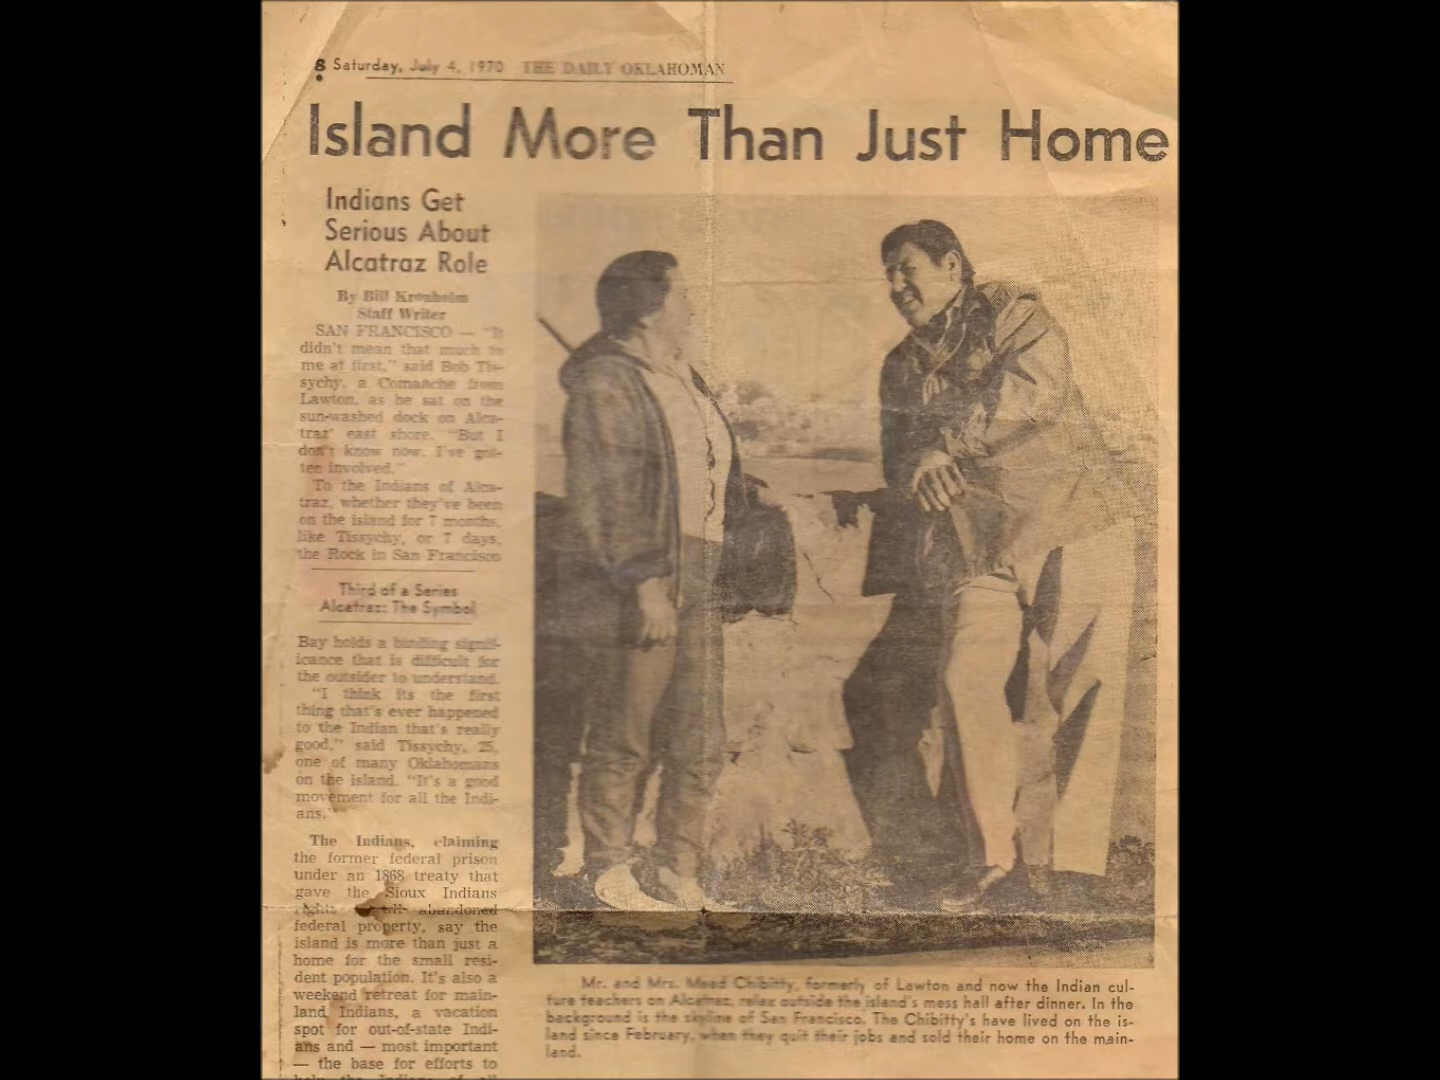 8 Saturday, July 4, 1970 THE DAILY OKLAHOMAN
Island More Than Just Home
Indians Get
Serious About
Alcatraz Role
By Bill Kronholm
Staff Writer
SAN FRANCISCO — "It
didn't mean that much to
me at first," said Bob Tis-
sychy, a Comanche from
Lawton, as he sat on the
sun-washed dock on Alca-
traz' east shore. "But I
don't know now. I've got-
ten involved."
To the Indians of Alca-
traz, whether they've been
on the island for 7 months,
like Tissychy, or 7 days,
the Rock in San Francisco
Third of a Series
Alcatraz: The Symbol
Bay holds a binding signif-
icance that is difficult for
the outsider to understand.
"I think its the first
thing that's ever happened
to the Indian that's really
good," said Tissychy, 25,
one of many Oklahomans
on the island. "It's a good
movement for all the Indi-
ans."
The Indians, claiming
the former federal prison
under an 1868 treaty that
gave the Sioux Indians
rights all abandoned
federal property, say the
island is more than just a
home for the small resi-
dent population. It's also a
weekend retreat for main-
land Indians, a vacation
spot for out-of-state Indi-
ans and — most important
— the base for efforts to
help the Indians of all
Mr. and Mrs. Mead Chibitty, formerly of Lawton and now the Indian cul-
ture teachers on Alcatraz, relax outside the island's mess hall after dinner. In the
background is the skyline of San Francisco. The Chibitty's have lived on the is-
land since February, when they quit their jobs and sold their home on the main-
land.